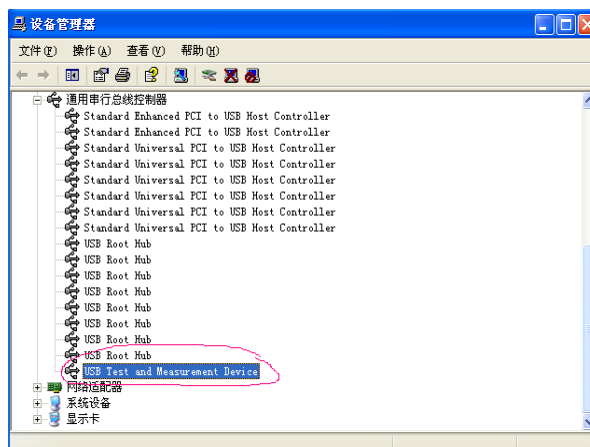 设备管理器
文件(F) 操作(A) 查看(V) 帮助(H)
通用串行总线控制器
Standard Enhanced PCI to USB Host Controller
Standard Enhanced PCI to USB Host Controller
Standard Universal PCI to USB Host Controller
Standard Universal PCI to USB Host Controller
Standard Universal PCI to USB Host Controller
Standard Universal PCI to USB Host Controller
Standard Universal PCI to USB Host Controller
Standard Universal PCI to USB Host Controller
USB Root Hub
USB Root Hub
USB Root Hub
USB Root Hub
USB Root Hub
USB Root Hub
USB Root Hub
USB Root Hub
USB Test and Measurement Device
网络适配器
系统设备
显示卡